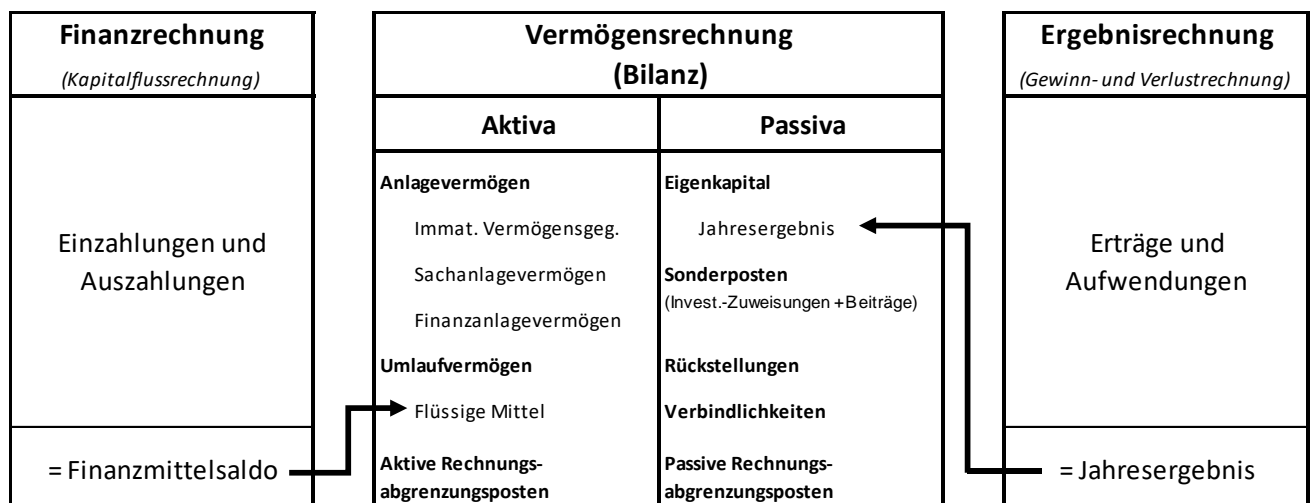 Finanzrechnung
(Kapitalflussrechnung)
Einzahlungen und
Auszahlungen
= Finanzmittelsaldo
Vermögensrechnung
(Bilanz)
Aktiva
Passiva
Anlagevermögen
Immat. Vermögensgeg.
Sachanlagevermögen
Finanzanlagevermögen
Umlaufvermögen
Flüssige Mittel
Aktive Rechnungs-
abgrenzungsposten
Eigenkapital
Jahresergebnis
Sonderposten
(Invest.-Zuweisungen +Beiträge)
Rückstellungen
Verbindlichkeiten
Passive Rechnungs-
abgrenzungsposten
Ergebnisrechnung
(Gewinn- und Verlustrechnung)
Erträge und
Aufwendungen
= Jahresergebnis